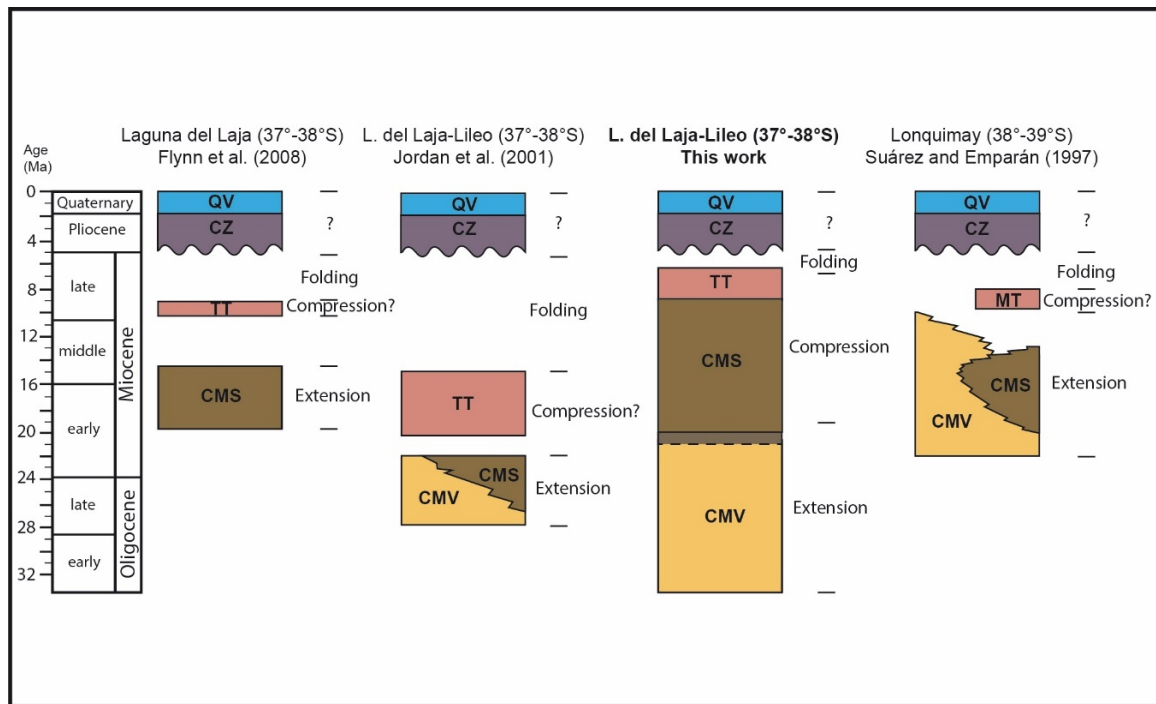 Laguna del Laja (37°-38°S)
Flynn et al. (2008)
L. del Laja-Lileo (37°-38°S)
Jordan et al. (2001)
L. del Laja-Lileo (37°-38°S)
This work
Lonquimay (38°-39°S)
Suárez and Emparán (1997)
Age
(Ma)
0
4
8
12
16
20
24
28
32
Quaternary
Pliocene
late
middle
early
late
early
Miocene
Oligocene
QV
CZ
TT
CMS
?
Folding
Compression?
Extension
QV
CZ
TT
CMS
CMV
?
Folding
Compression?
Extension
QV
CZ
TT
CMS
CMV
?
Folding
Compression
Extension
QV
CZ
MT
CMS
CMV
?
Folding
Compression?
Extension